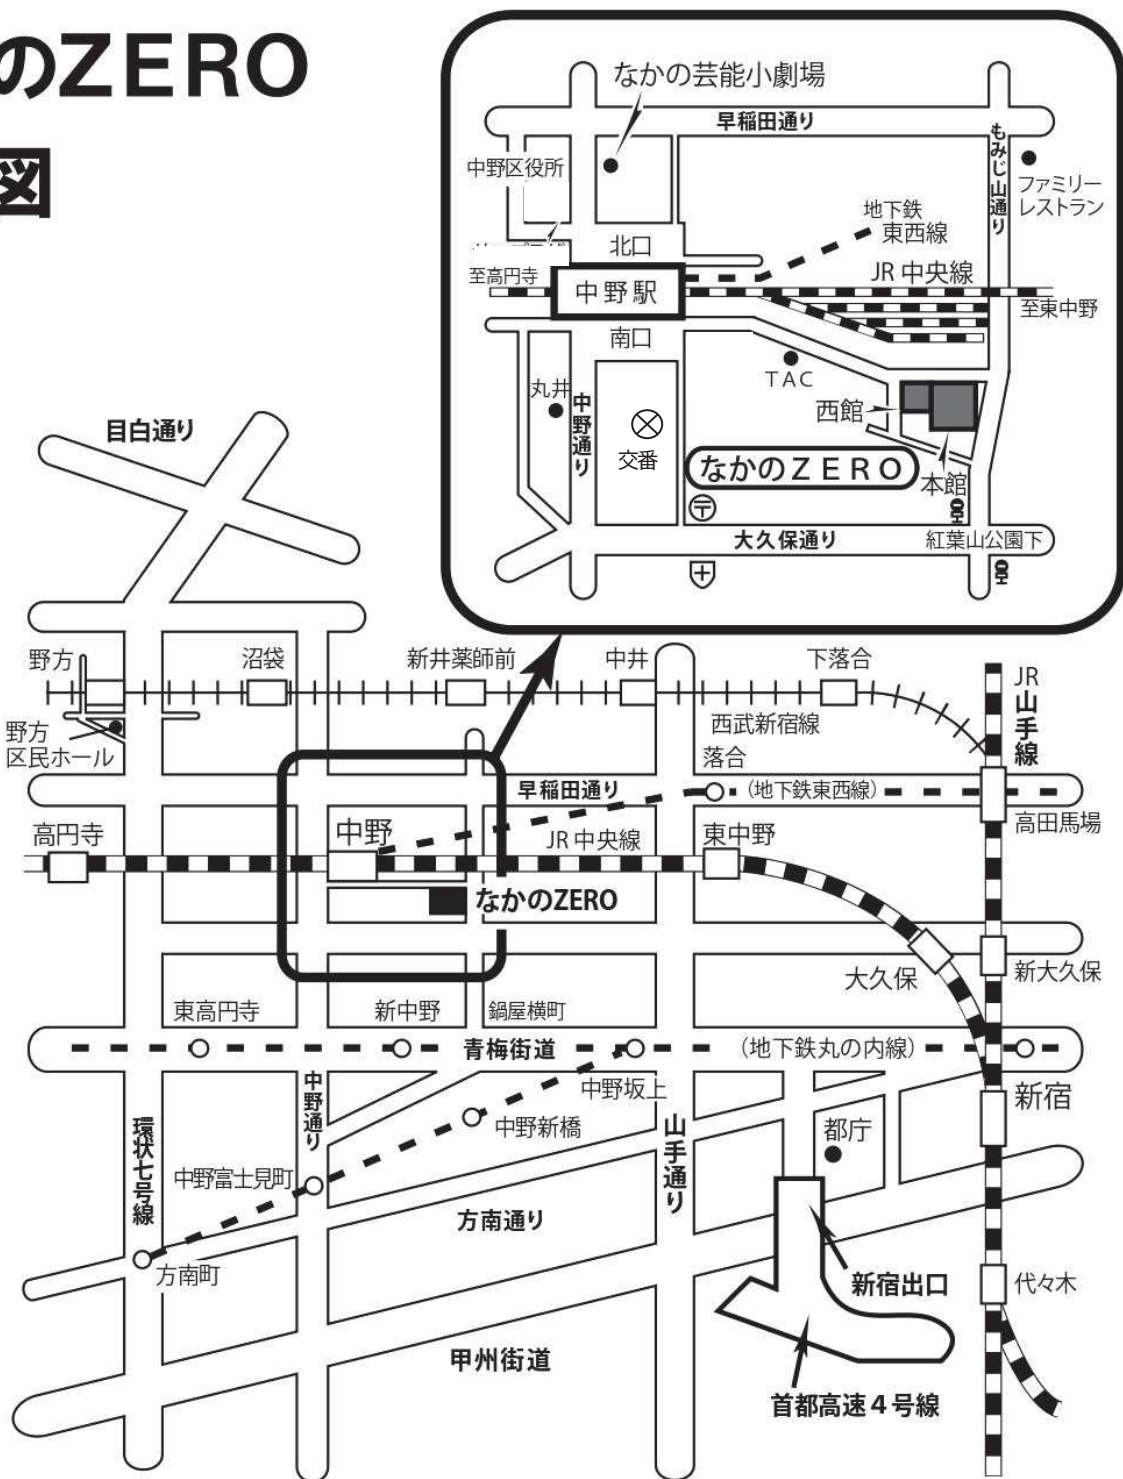 のZERO
図
なかの芸能小劇場
早稲田通り
中野区役所
もみじ山通り
ファミリー
レストラン
地下鉄
東西線
北口
JR 中央線
至高円寺
中野駅
至東中野
南口
TAC
丸井
中野通り
西館
交番
なかのＺＥＲＯ
本館
〒
大久保通り
紅葉山公園下
目白通り
野方
沼袋
新井薬師前
中井
下落合
JR
山手線
西武新宿線
野方
区民ホール
落合
早稲田通り
(地下鉄東西線)
高円寺
中野
JR 中央線
東中野
高田馬場
なかのZERO
大久保
新大久保
東高円寺
新中野
鍋屋横町
青梅街道
(地下鉄丸の内線)
中野坂上
新宿
中野通り
環状七号線
中野新橋
山手通り
都庁
中野富士見町
方南通り
方南町
新宿出口
代々木
甲州街道
首都高速４号線